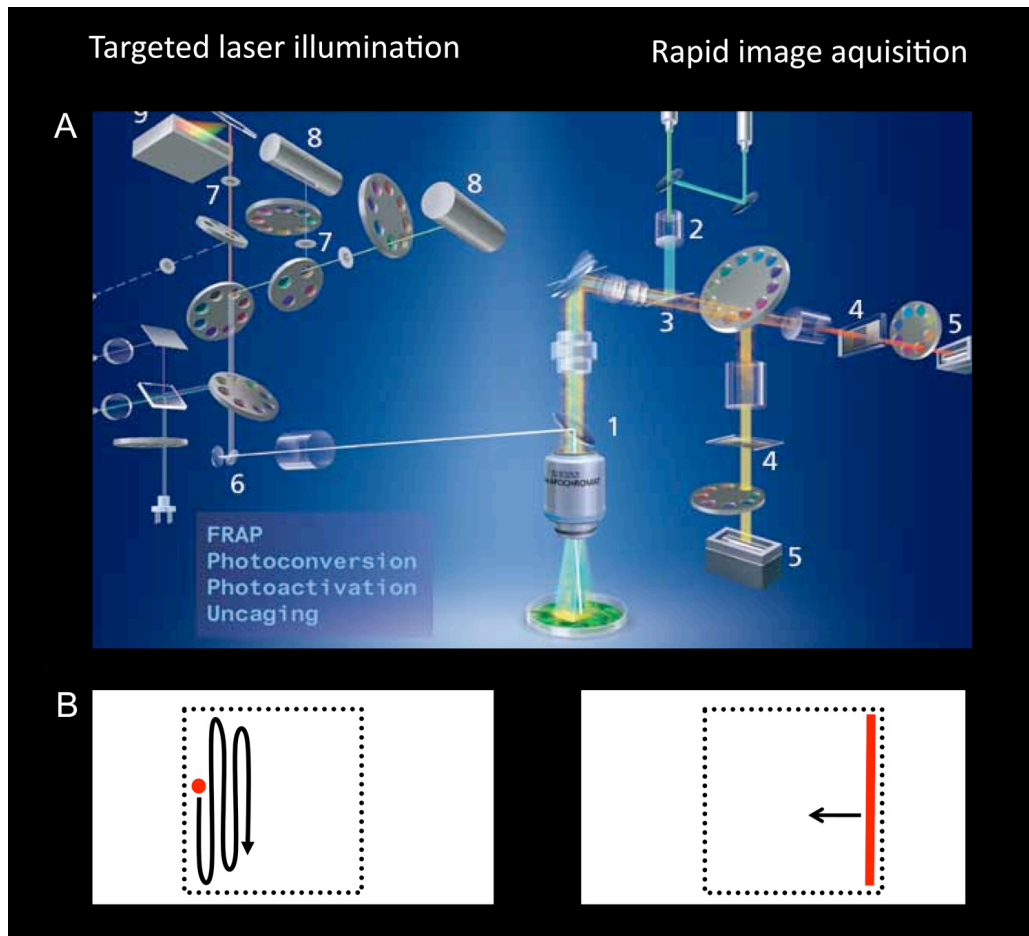 Targeted laser illumination
Rapid image aquisition
A
9
8
8
7
7
2
3
4
5
1
4
6
5
APOCHROMAT
FRAP
Photoconversion
Photoactivation
Uncaging
B